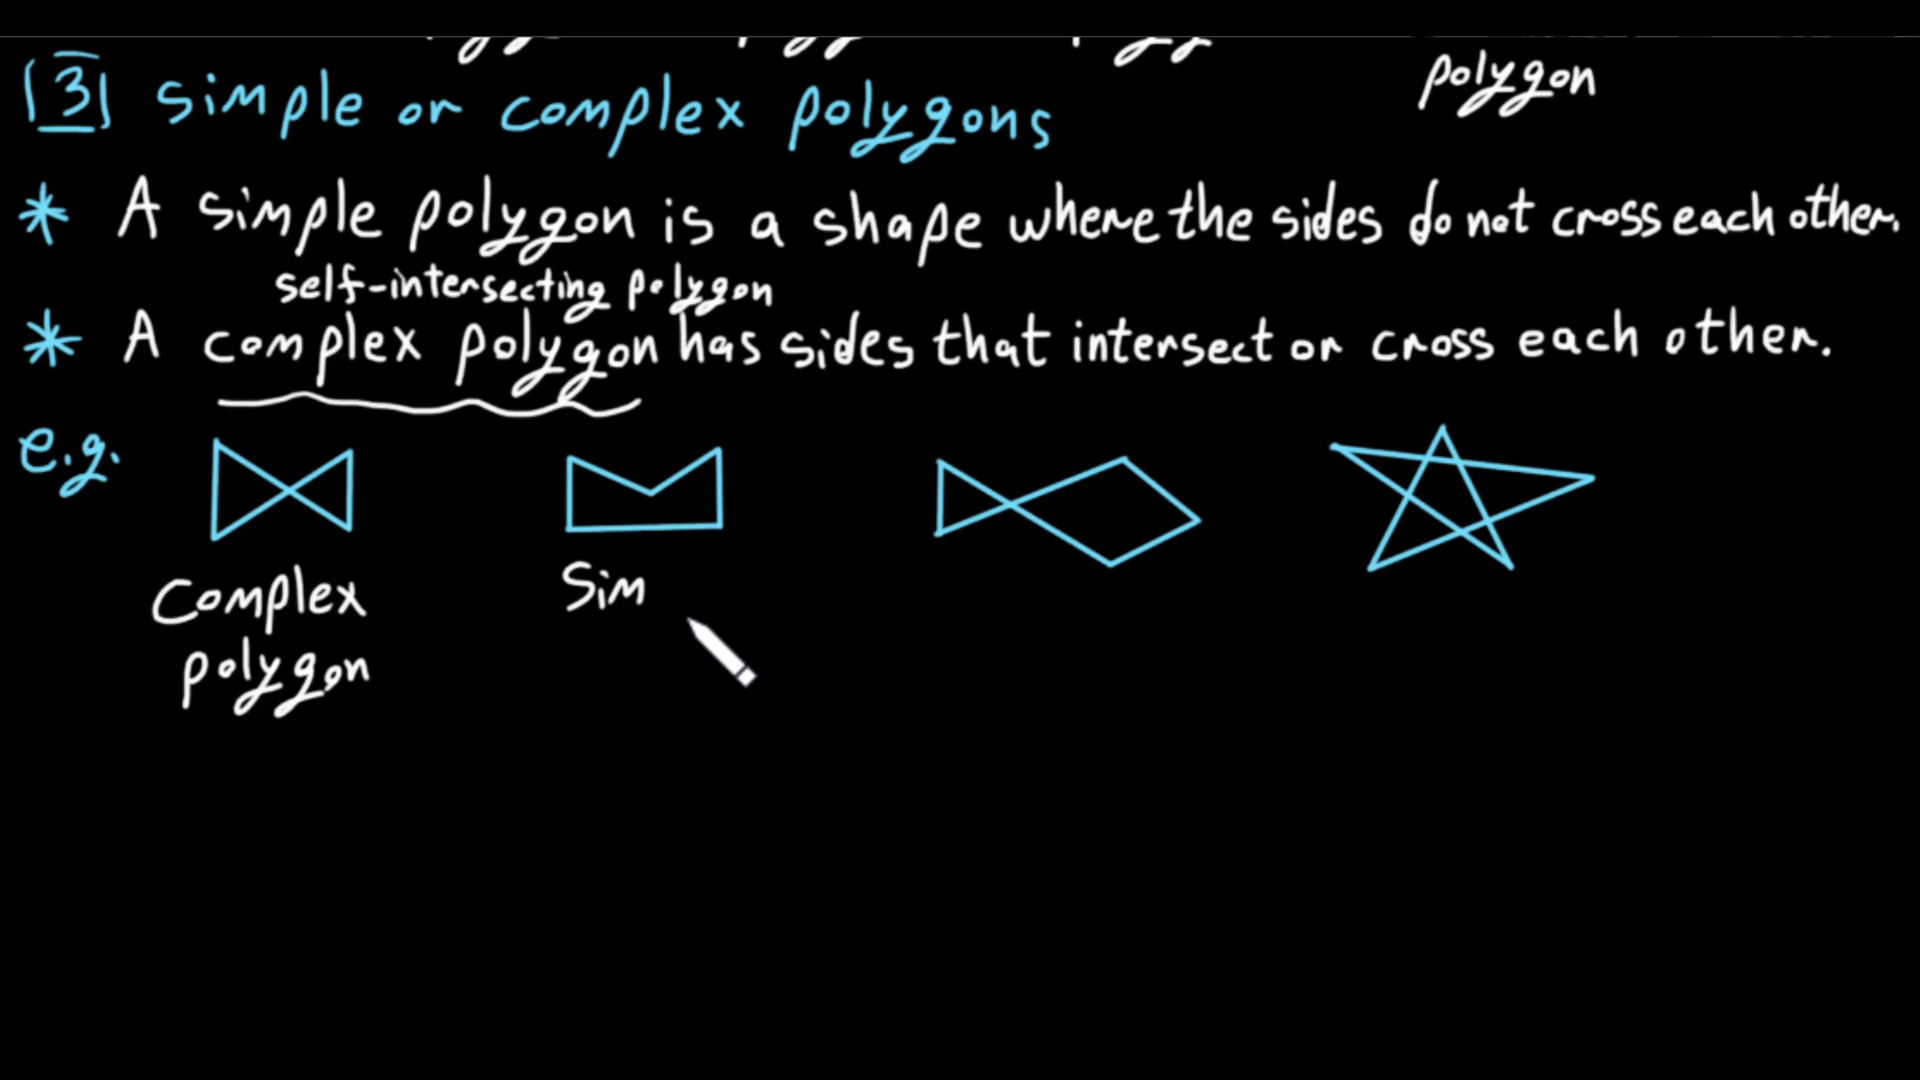 polygon
[3] simple or complex polygons
* A simple polygon is a shape where the sides do not cross each other.
self-intersecting polygon
* A complex polygon has sides that intersect or cross each other.
e.g.
Complex
polygon
Sim